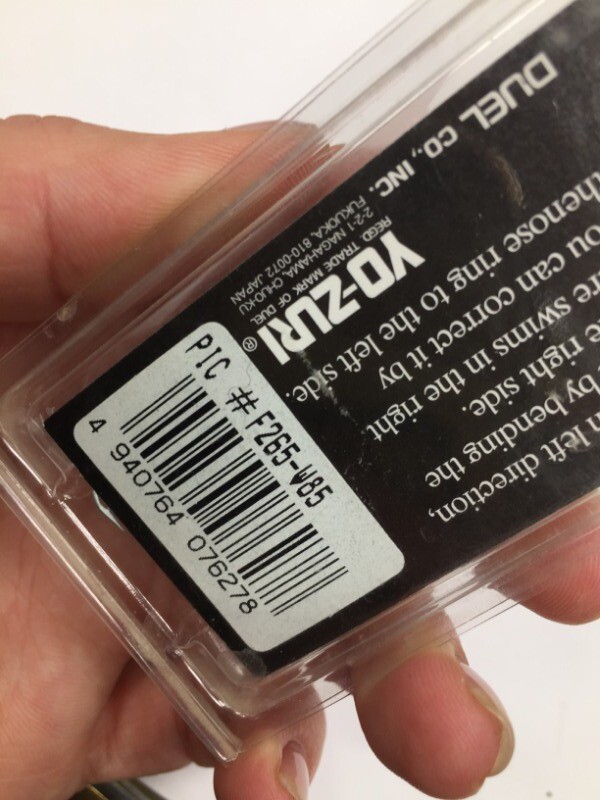 n left direction,
t by bending the
e right side.
re swims in the right
ou can correct it by
thenose ring to the left side.
YO-ZURI®
REGD TRADE MARK OF DUEL
DUEL CO., INC.
2-2-1 NAGAHAMA, CHUO-KU
FUKUOKA, 810-0072 JAPAN
PIC # F265-W85
4 940764 076278